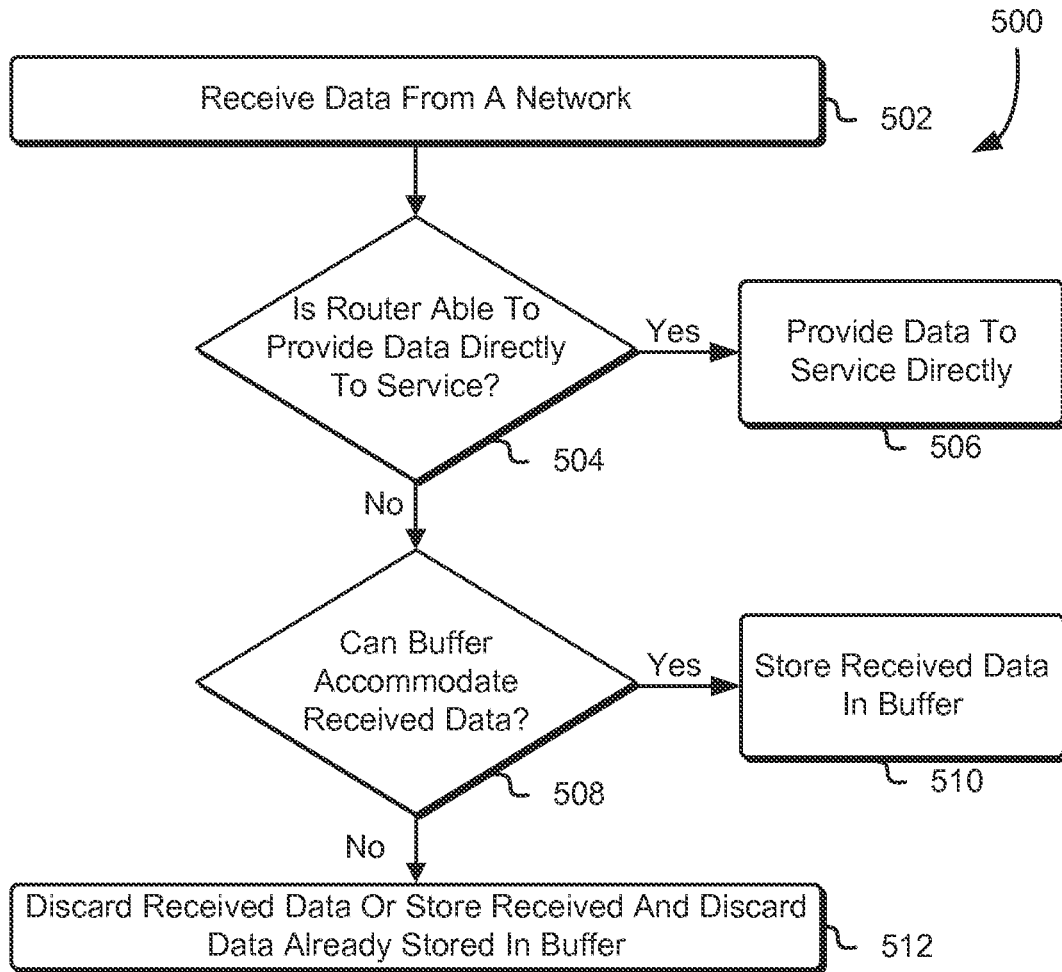 500
Receive Data From A Network
502
Is Router Able To
Provide Data Directly
To Service?
Yes
Provide Data To
Service Directly
504
506
No
Can Buffer
Accommodate
Received Data?
Yes
Store Received Data
In Buffer
508
510
No
Discard Received Data Or Store Received And Discard
Data Already Stored In Buffer
512